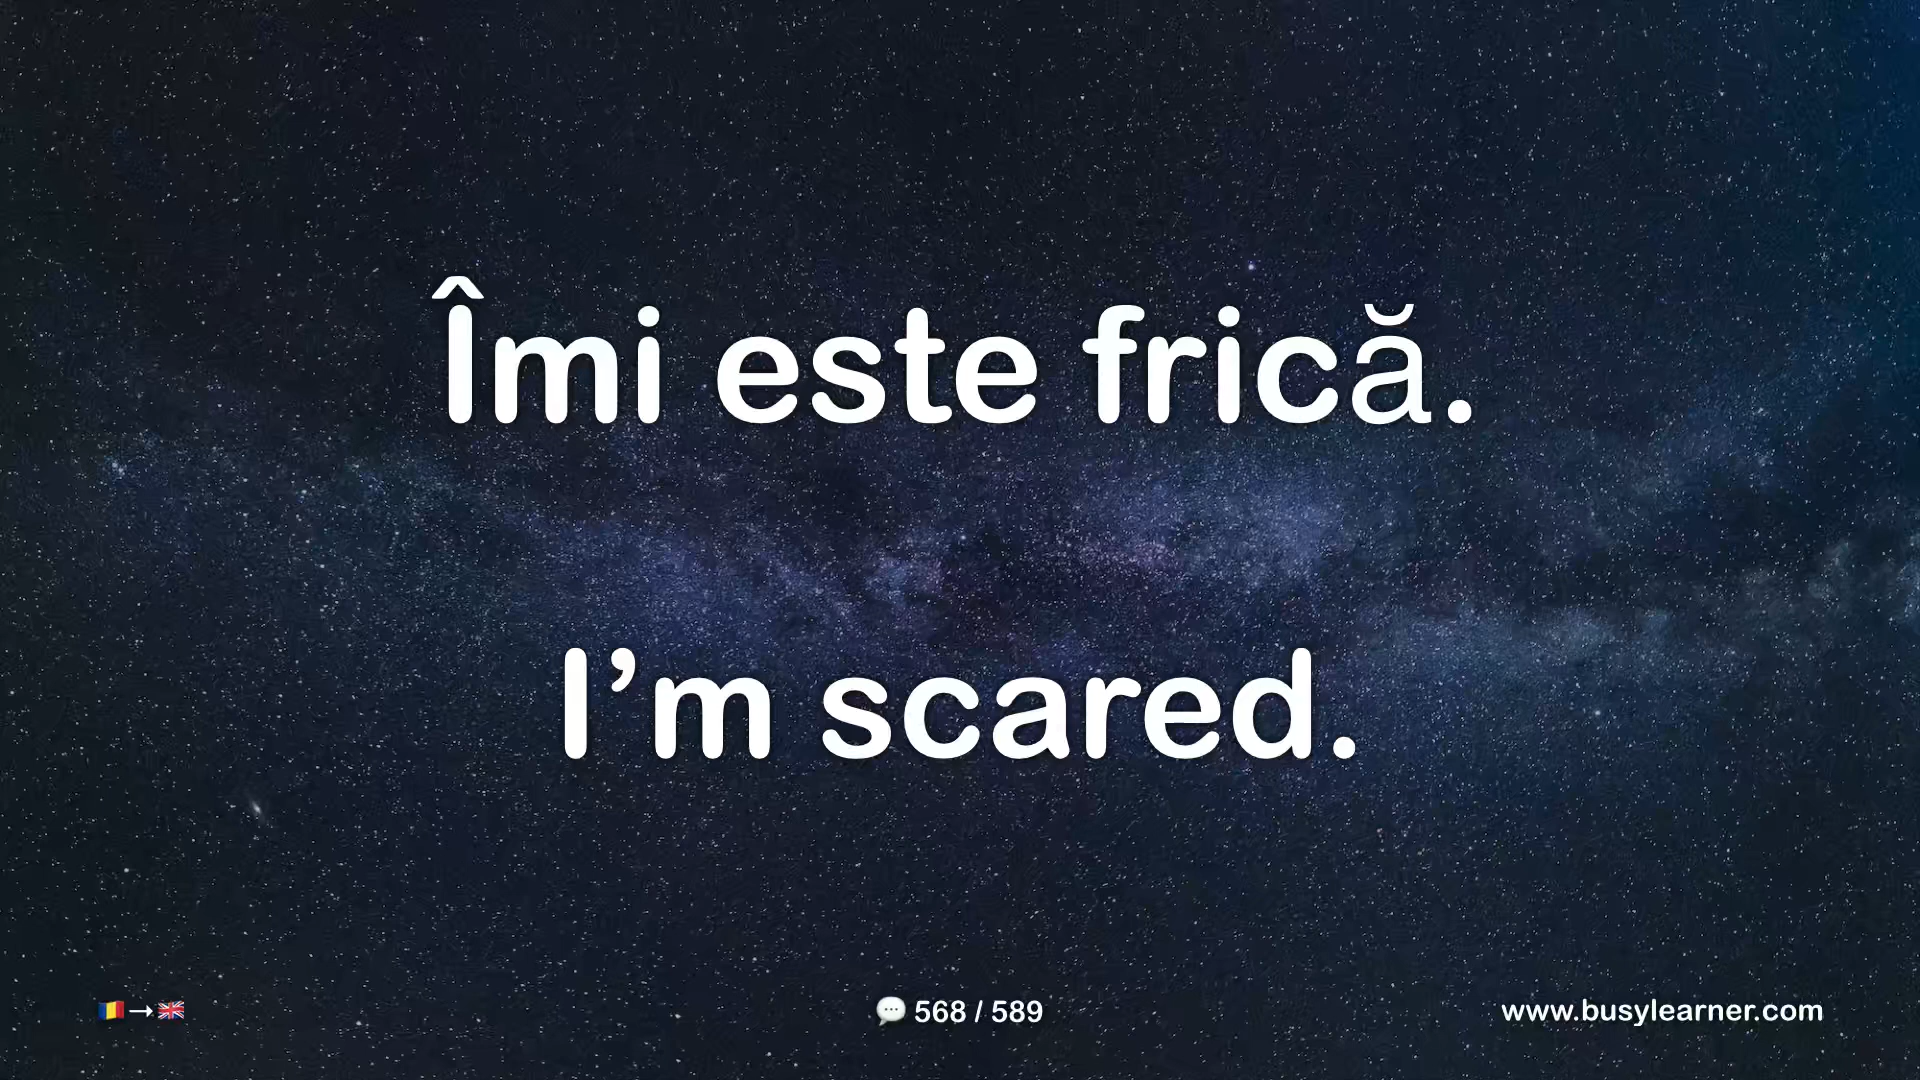 Îmi este frică.
I’m scared.
🇷🇴→🇬🇧
💬 568 / 589
www.busylearner.com